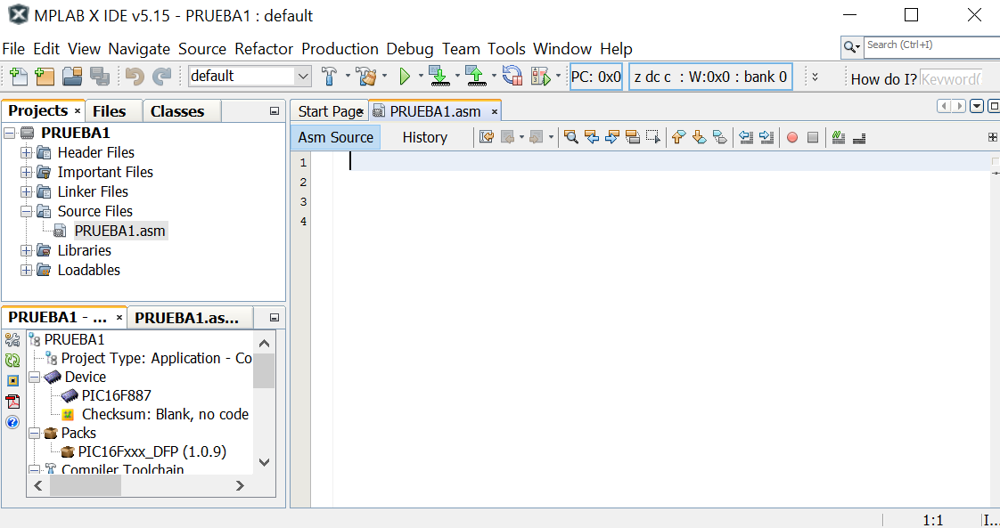 MPLAB X IDE v5.15 - PRUEBA1 : default
File Edit View Navigate Source Refactor Production Debug Team Tools Window Help
Search (Ctrl+I)
default
PC: 0x0
z dc c : W:0x0 : bank 0
How do I?
Keyword(
Projects
Files
Classes
PRUEBA1
Header Files
Important Files
Linker Files
Source Files
PRUEBA1.asm
Libraries
Loadables
Start Page
PRUEBA1.asm
Asm Source
History
1
2
3
4
PRUEBA1 - ...
PRUEBA1.as...
PRUEBA1
Project Type: Application - Co
Device
PIC16F887
Checksum: Blank, no code
Packs
PIC16Fxxx_DFP (1.0.9)
Compiler Toolchain
1:1
I...